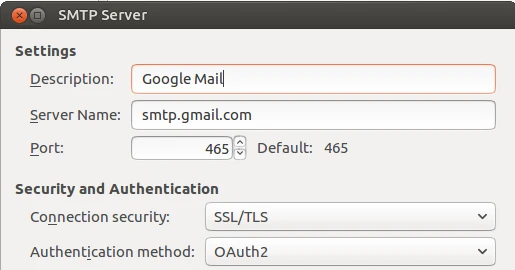 SMTP Server
Settings
Description: Google Mail
Server Name: smtp.gmail.com
Port: 465 Default: 465
Security and Authentication
Connection security: SSL/TLS
Authentication method: OAuth2